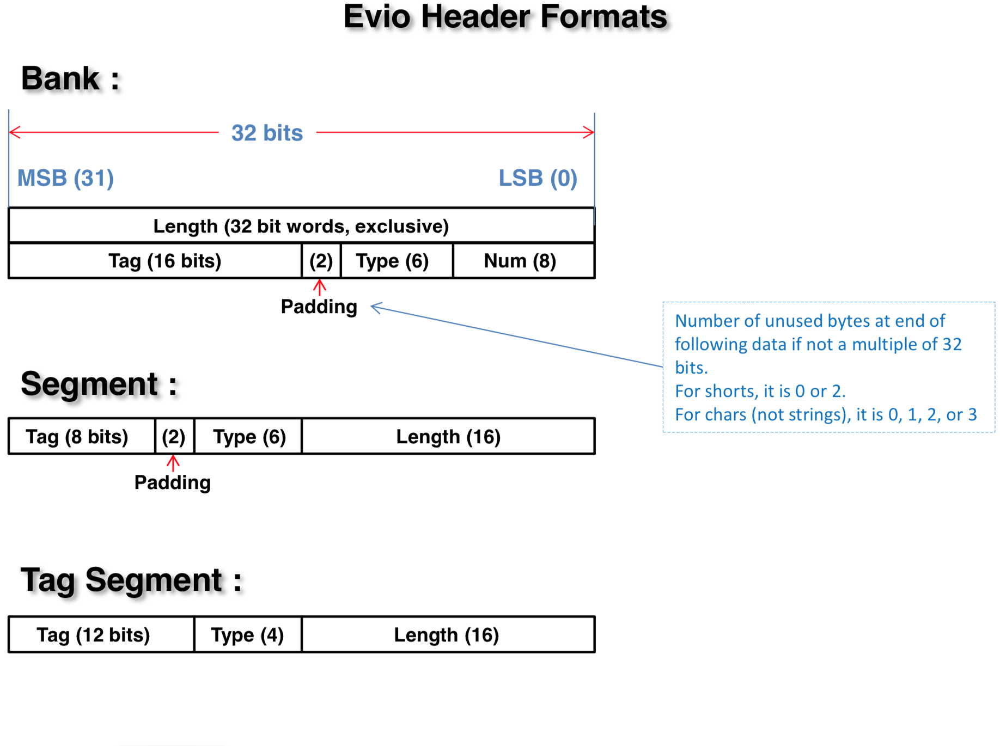 Evio Header Formats
Bank :
32 bits
MSB (31) LSB (0)
Length (32 bit words, exclusive)
Tag (16 bits) (2) Type (6) Num (8)
Padding
Number of unused bytes at end of
following data if not a multiple of 32
bits.
For shorts, it is 0 or 2.
For chars (not strings), it is 0, 1, 2, or 3
Segment :
Tag (8 bits) (2) Type (6) Length (16)
Padding
Tag Segment :
Tag (12 bits) Type (4) Length (16)